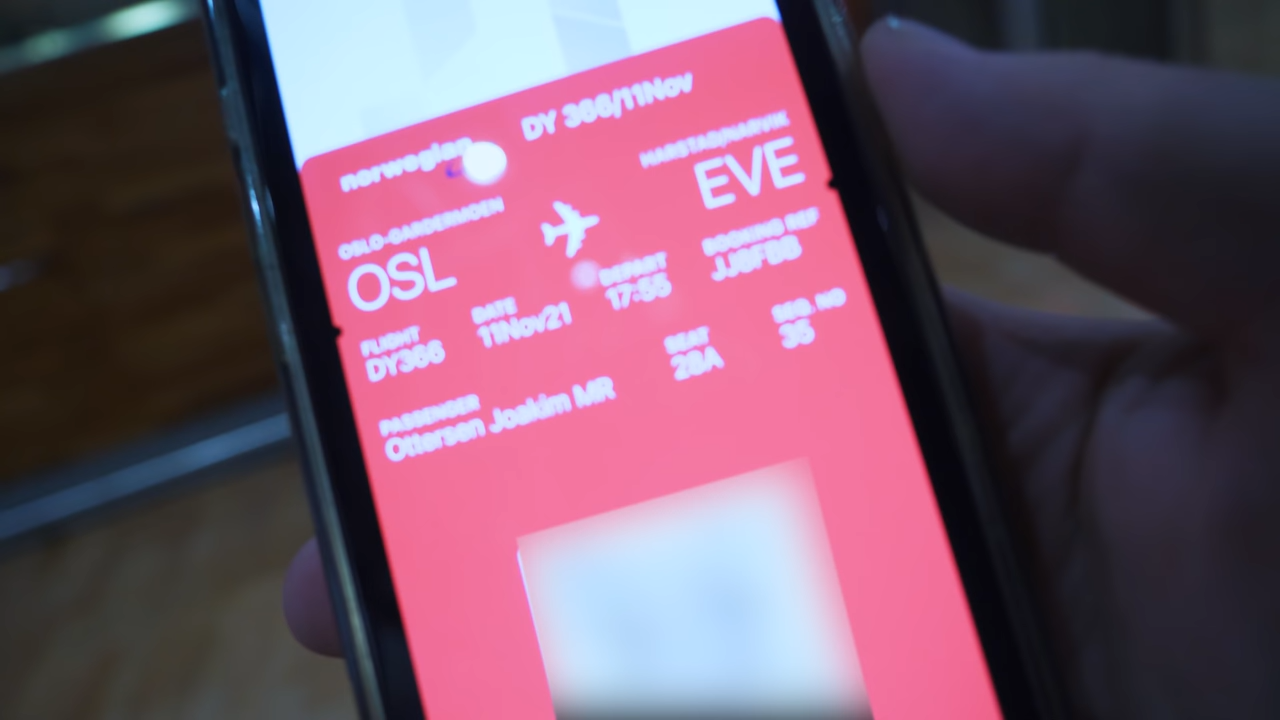 norwegian
DY 366/11Nov
OSLO-GARDERMOEN
HARSTAD/NARVIK
OSL
EVE
FLIGHT
DATE
DEPART
BOOKING REF
DY366
11Nov21
17:55
PASSENGER
SEAT
SEQ. NO
Ottersen Joakim MR
28A
35